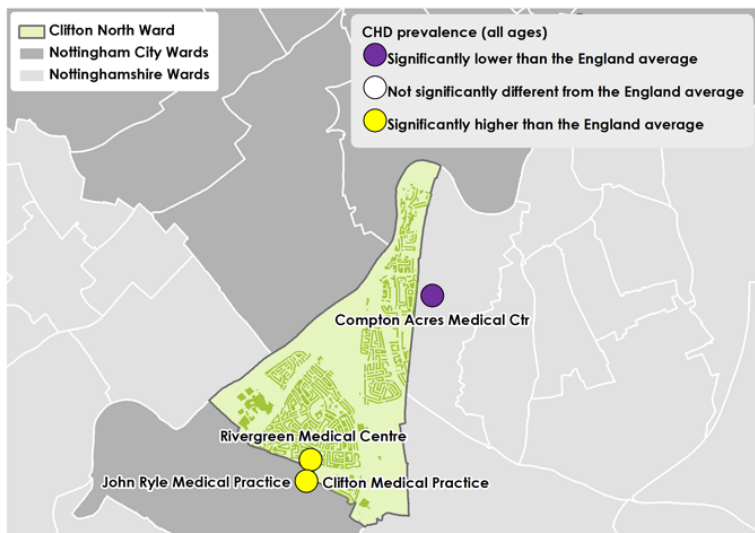 Clifton North Ward
Nottingham City Wards
Nottinghamshire Wards
CHD prevalence (all ages)
Significantly lower than the England average
Not significantly different from the England average
Significantly higher than the England average
Compton Acres Medical Ctr
Rivergreen Medical Centre
John Ryle Medical Practice
Clifton Medical Practice